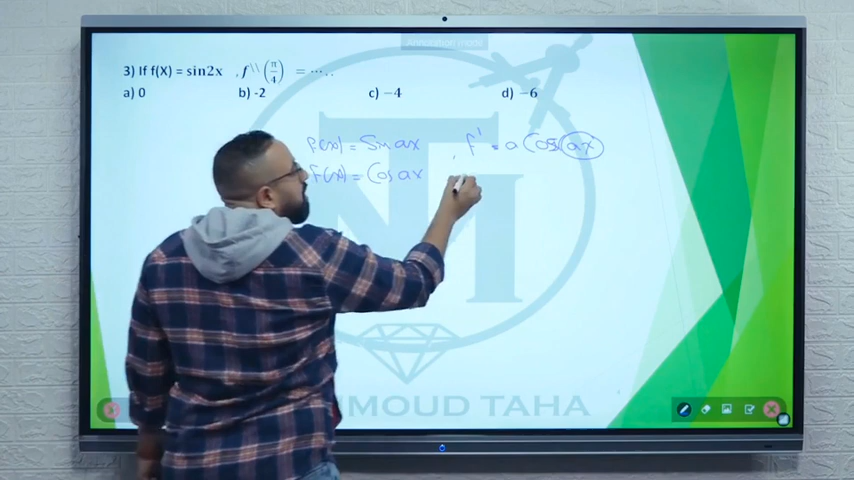 Annotation mode
3) If f(X) = sin2x , f\\(π/4) = ….. 
a) 0 b) -2 c) −4 d) −6
f(x) = Sin ax , f' = a Cos(ax)
f(x) = Cos ax
MOUD TAHA